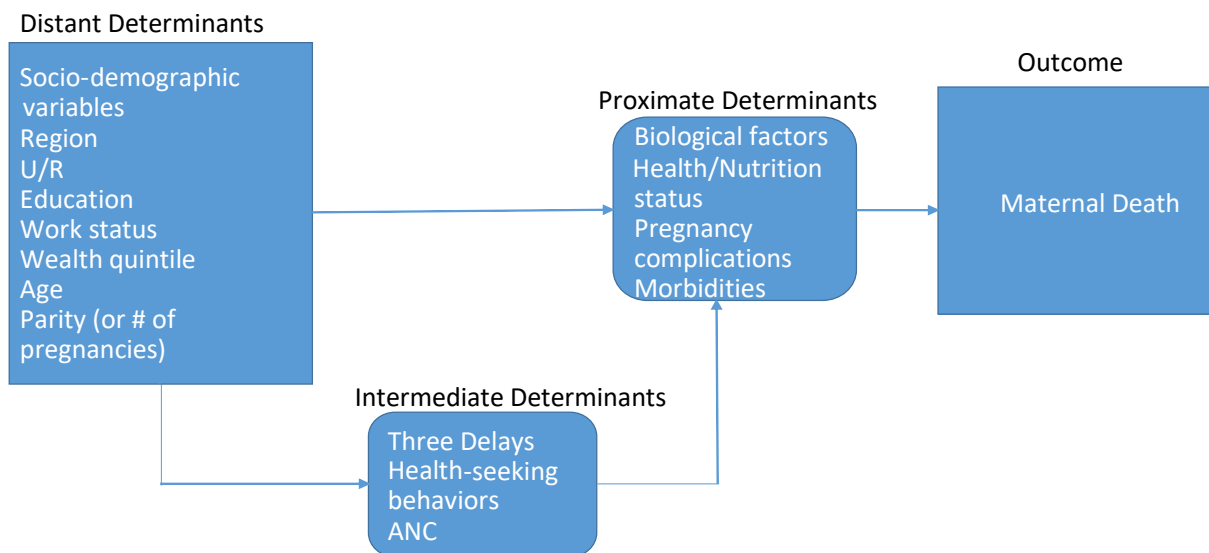 Distant Determinants
Socio-demographic
variables
Region
U/R
Education
Work status
Wealth quintile
Age
Parity (or # of
pregnancies)
Proximate Determinants
Biological factors
Health/Nutrition
status
Pregnancy
complications
Morbidities
Outcome
Maternal Death
Intermediate Determinants
Three Delays
Health-seeking
behaviors
ANC